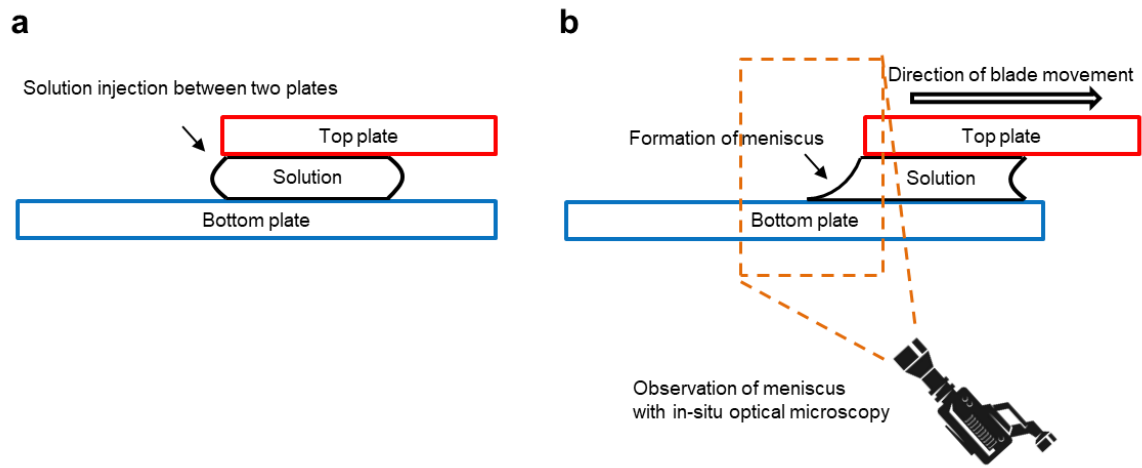 a
Solution injection between two plates
Top plate
Solution
Bottom plate
b
Direction of blade movement
Formation of meniscus
Top plate
Solution
Bottom plate
Observation of meniscus
with in-situ optical microscopy